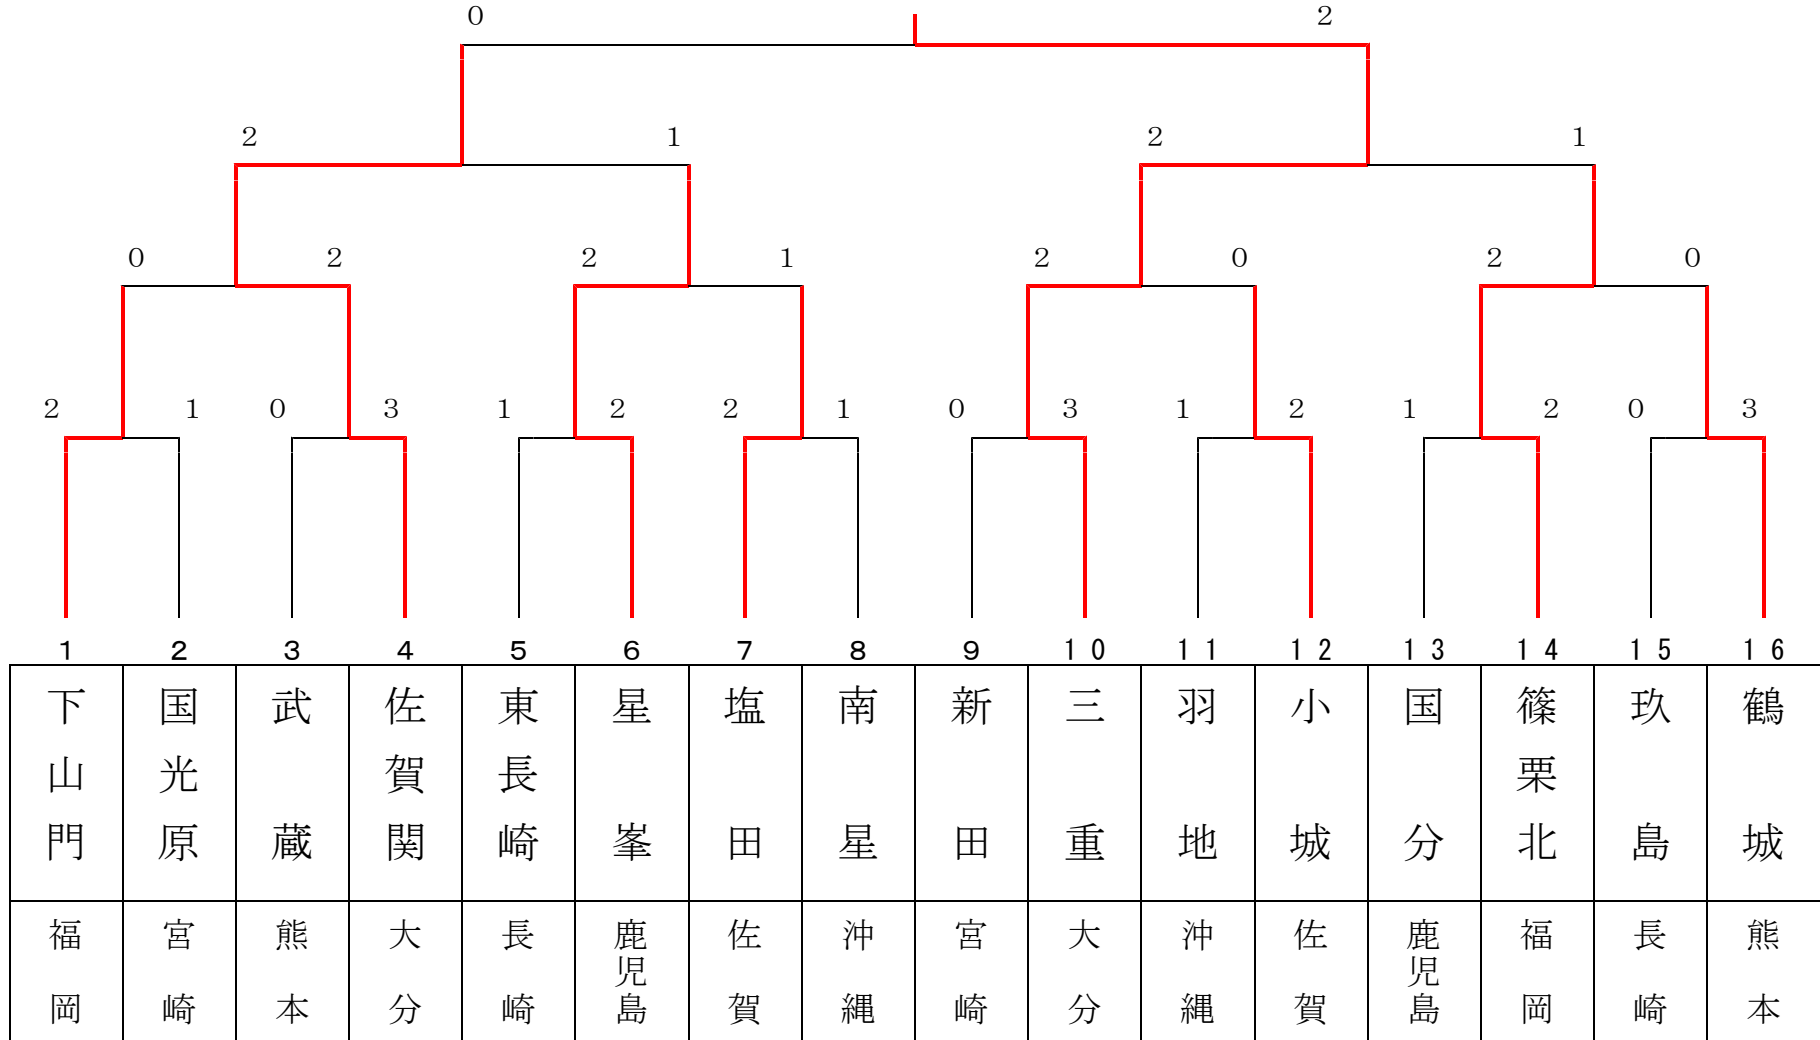 ０ ２
２ １ ２ １
０ ２ ２ １ ２ ０ ２ ０
２ １ ０ ３ １ ２ ２ １ ０ ３ １ ２ １ ２ ０ ３
１ ２ ３ ４ ５ ６ ７ ８ ９ １０ １１ １２ １３ １４ １５ １６
下山門
国光原
武蔵
佐賀関
東長崎
星峯
塩田
南星
新田
三重
羽地
小城
国分
篠栗北
玖島
鶴城
福岡
宮崎
熊本
大分
長崎
鹿児島
佐賀
沖縄
宮崎
大分
沖縄
佐賀
鹿児島
福岡
長崎
熊本